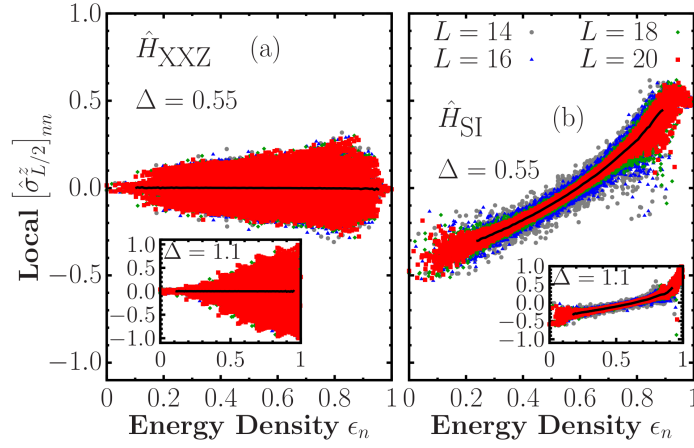 1.0
0.5
0.0
−0.5
−1.0
Local [σ̂^z_{L/2}]_{nn}
Ĥ_XXZ (a)
Δ = 0.55
Δ = 1.1
1.0
0.5
0.0
−0.5
−1.0
0 0.5 1
0 0.2 0.4 0.6 0.8 1
Energy Density ϵ_n
L = 14 L = 18
L = 16 L = 20
Ĥ_SI (b)
Δ = 0.55
Δ = 1.1
1.0
0.5
0.0
−0.5
−1.0
0 0.5 1
0 0.2 0.4 0.6 0.8 1
Energy Density ϵ_n